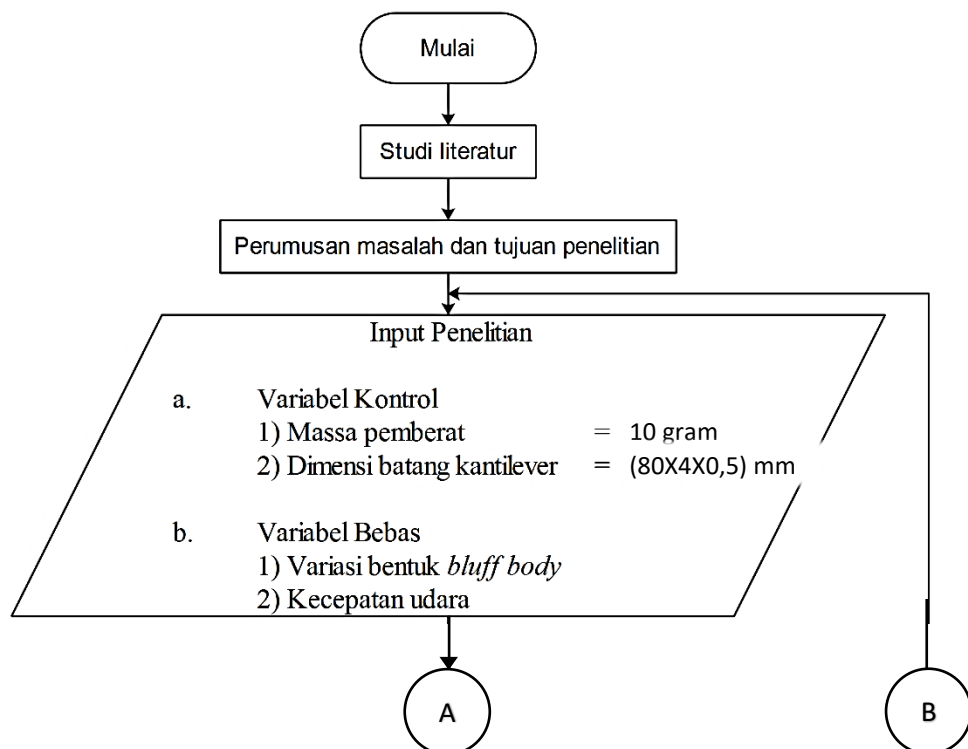 Mulai
Studi literatur
Perumusan masalah dan tujuan penelitian
Input Penelitian
a. Variabel Kontrol
1) Massa pemberat = 10 gram
2) Dimensi batang kantilever = (80X4X0,5) mm
b. Variabel Bebas
1) Variasi bentuk bluff body
2) Kecepatan udara
A
B